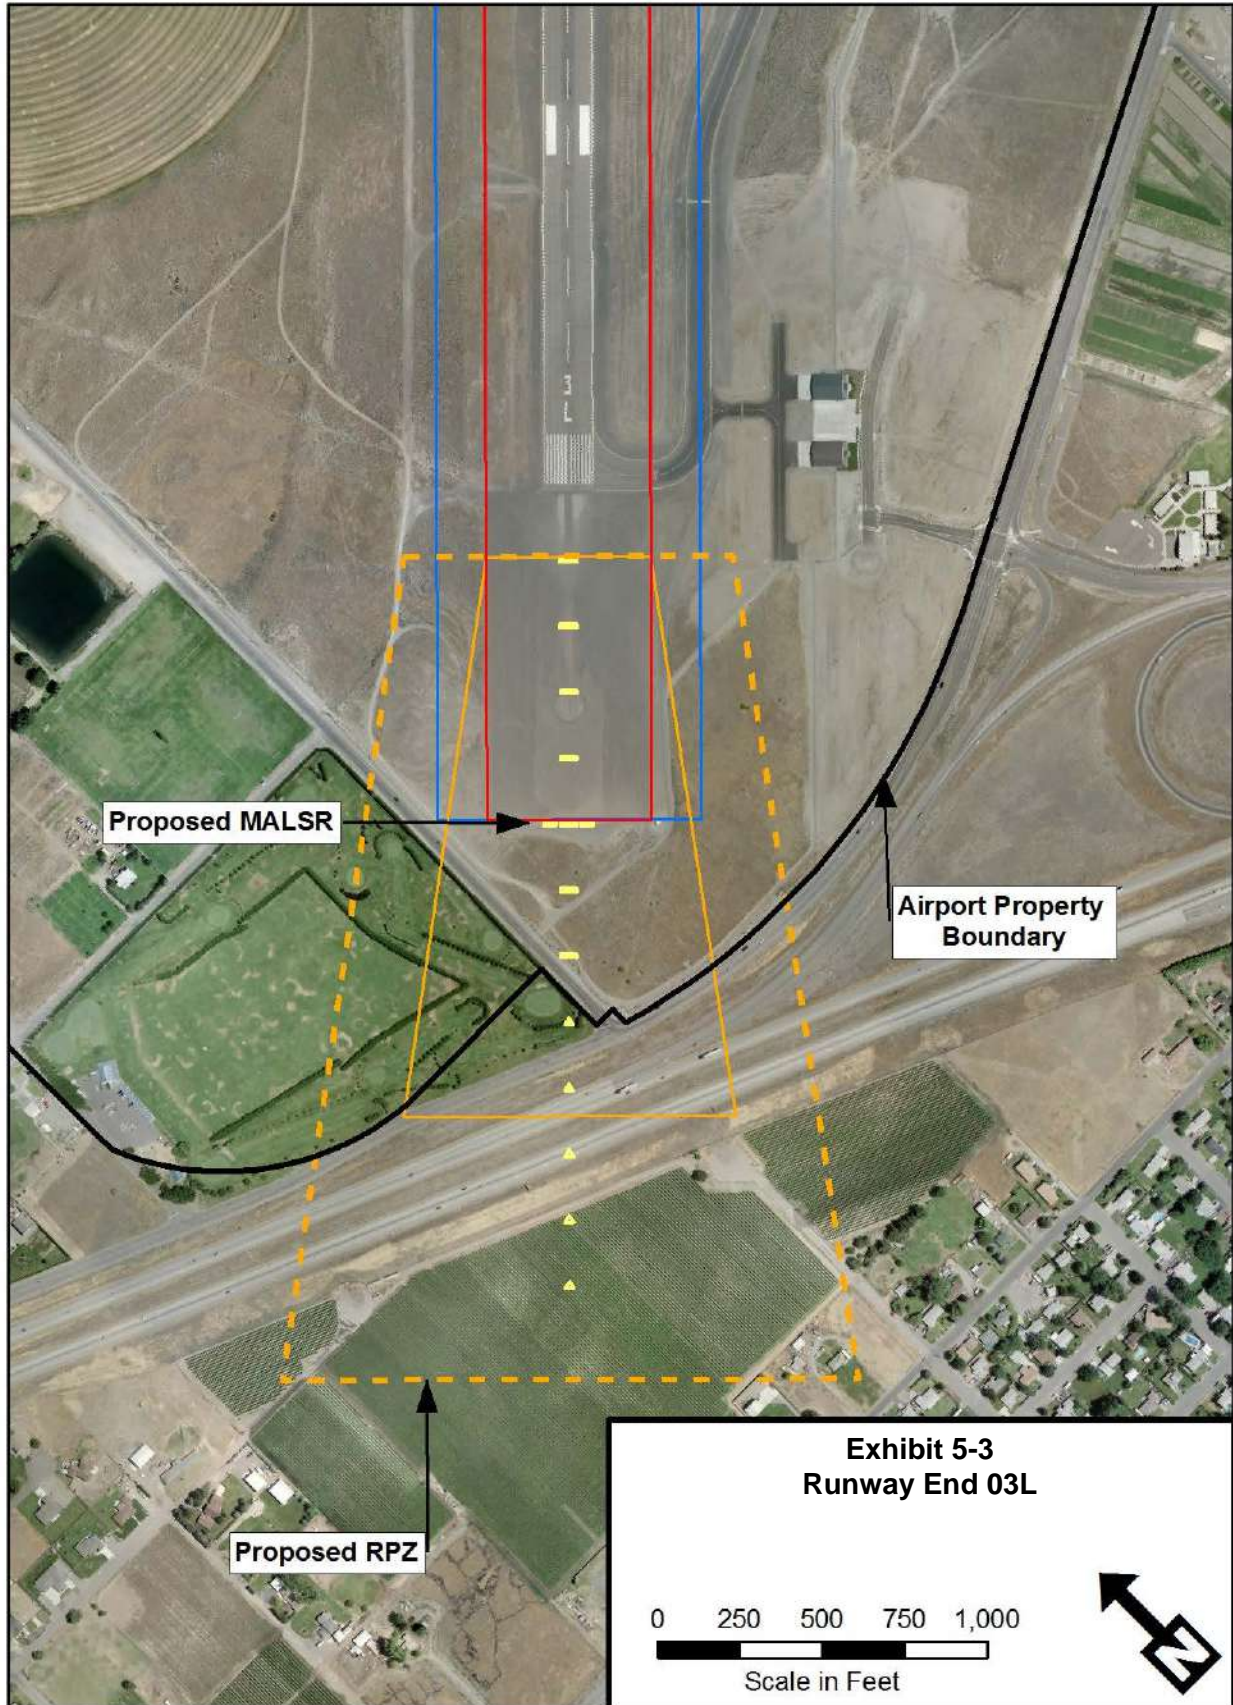 Proposed MALSR
Airport Property
Boundary
Proposed RPZ
Exhibit 5-3
Runway End 03L
0 250 500 750 1,000
Scale in Feet
N